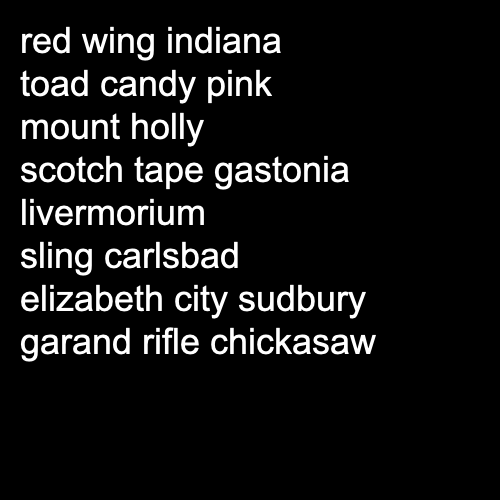 red wing indiana
toad candy pink
mount holly
scotch tape gastonia
livermorium
sling carlsbad
elizabeth city sudbury
garand rifle chickasaw